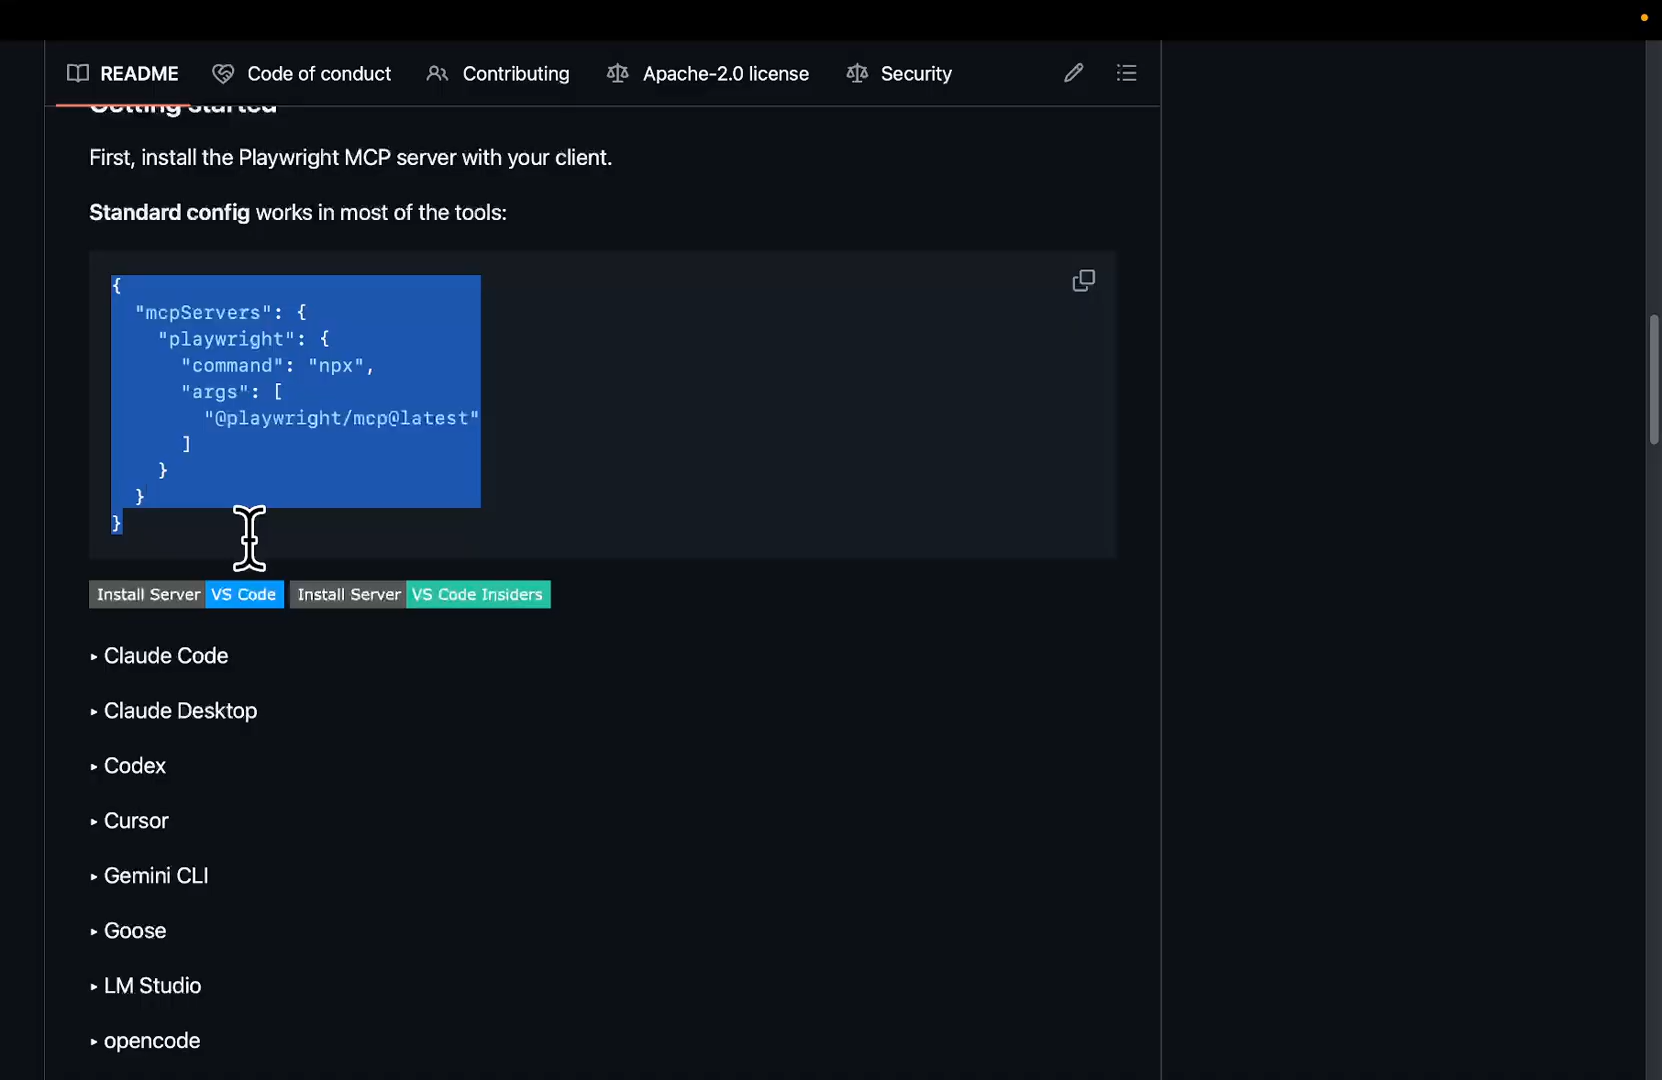 README
Code of conduct
Contributing
Apache-2.0 license
Security
Getting started
First, install the Playwright MCP server with your client.
Standard config works in most of the tools:
{
  "mcpServers": {
    "playwright": {
      "command": "npx",
      "args": [
        "@playwright/mcp@latest"
      ]
    }
  }
}
Install Server VS Code Install Server VS Code Insiders
▸ Claude Code
▸ Claude Desktop
▸ Codex
▸ Cursor
▸ Gemini CLI
▸ Goose
▸ LM Studio
▸ opencode